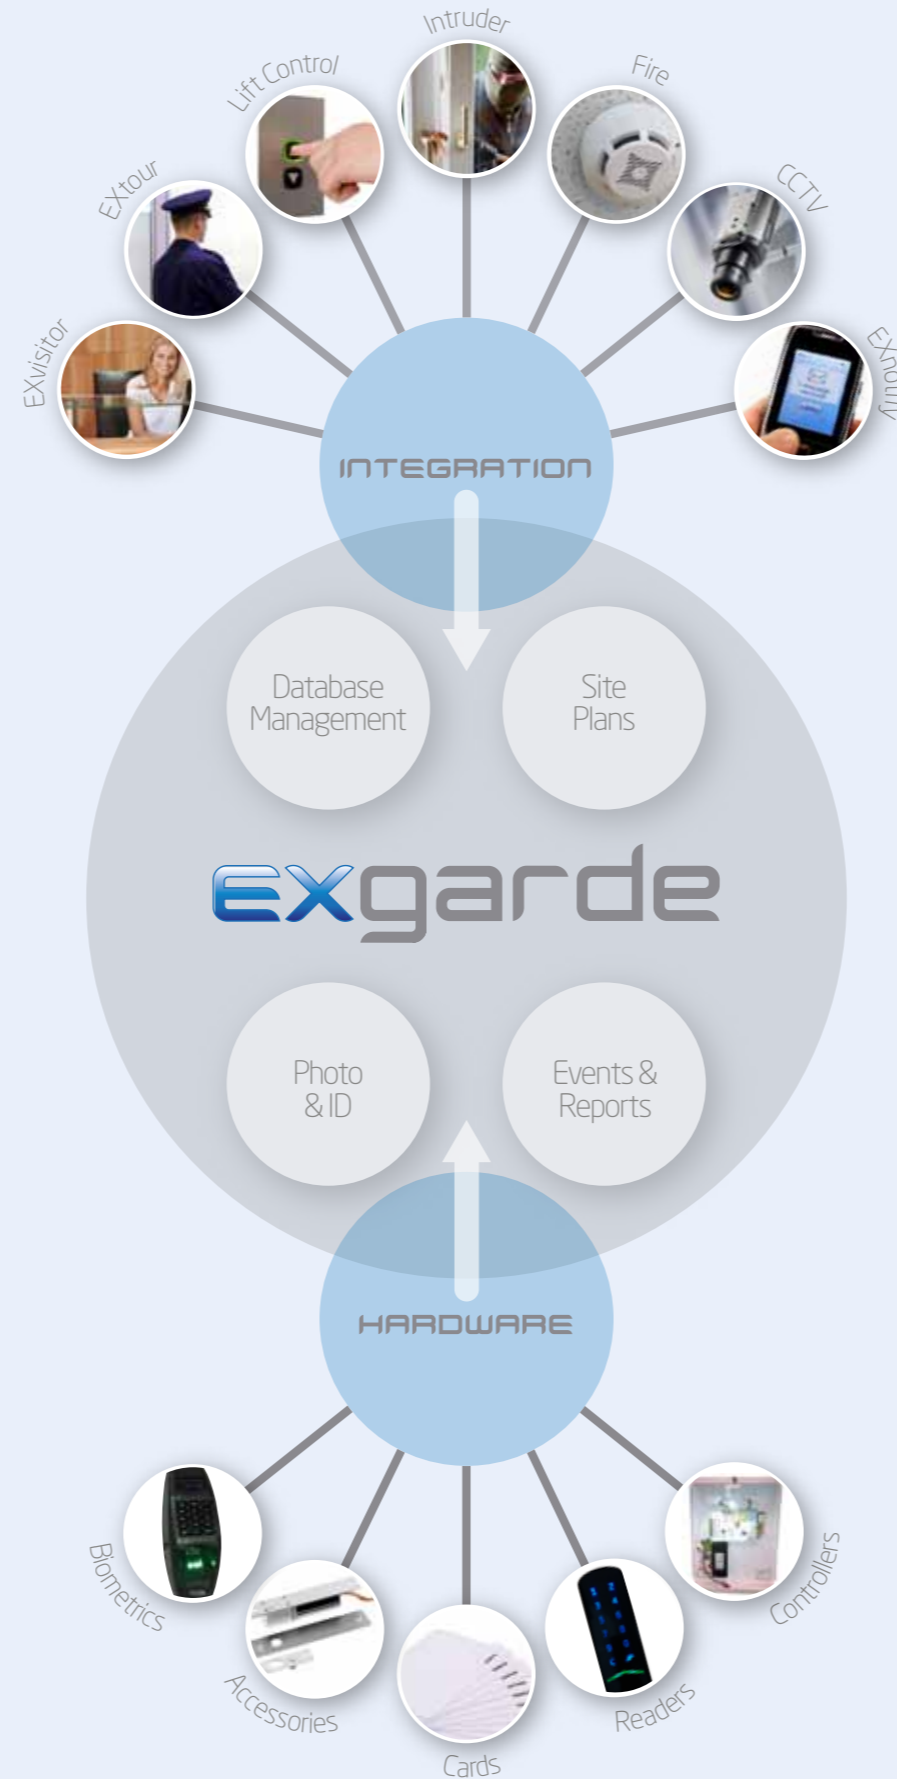 Intruder
Lift Control
Fire
EXtour
CCTV
EXvisitor
EXnotify
INTEGRATION
Database
Management
Site
Plans
EXgarde
Photo
& ID
Events &
Reports
HARDWARE
Biometrics
Controllers
Accessories
Readers
Cards